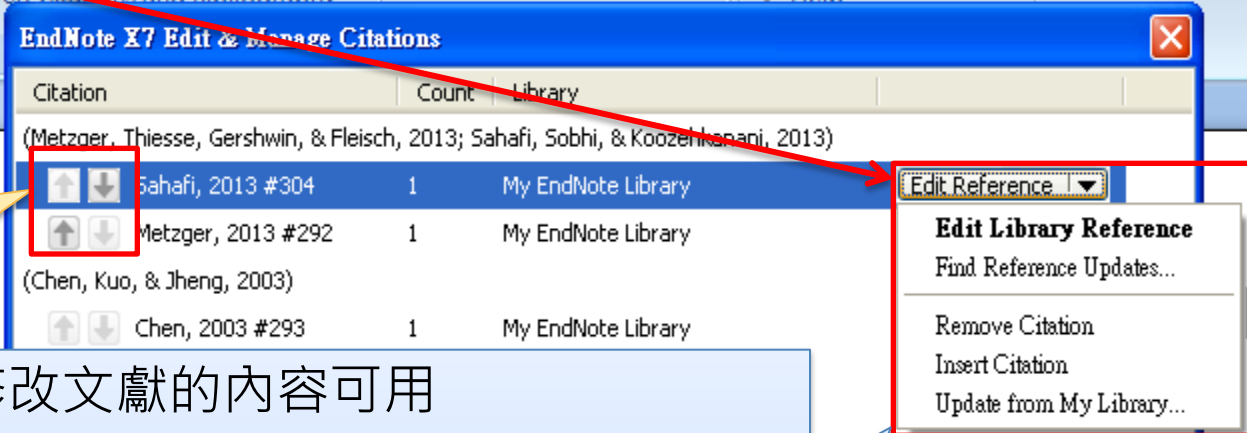 EndNote X7 Edit & Manage Citations
Citation Count Library
(Metzger, Thiesse, Gershwin, & Fleisch, 2013; Sahafi, Sobhi, & Koozehkanani, 2013)
Sahafi, 2013 #304 1 My EndNote Library Edit Reference
Metzger, 2013 #292 1 My EndNote Library
Edit Library Reference
Find Reference Updates...
(Chen, Kuo, & Jheng, 2003)
Chen, 2003 #293 1 My EndNote Library
Remove Citation
Insert Citation
Update from My Library...
改文獻的內容可用